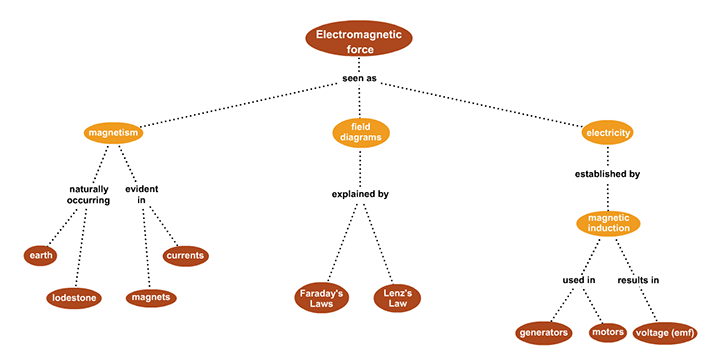 Electromagnetic
force
seen as
magnetism
field
diagrams
electricity
naturally
occurring
evident
in
explained by
established by
magnetic
induction
earth
currents
lodestone
magnets
Faraday's
Laws
Lenz's
Law
used in
results in
generators
motors
voltage (emf)